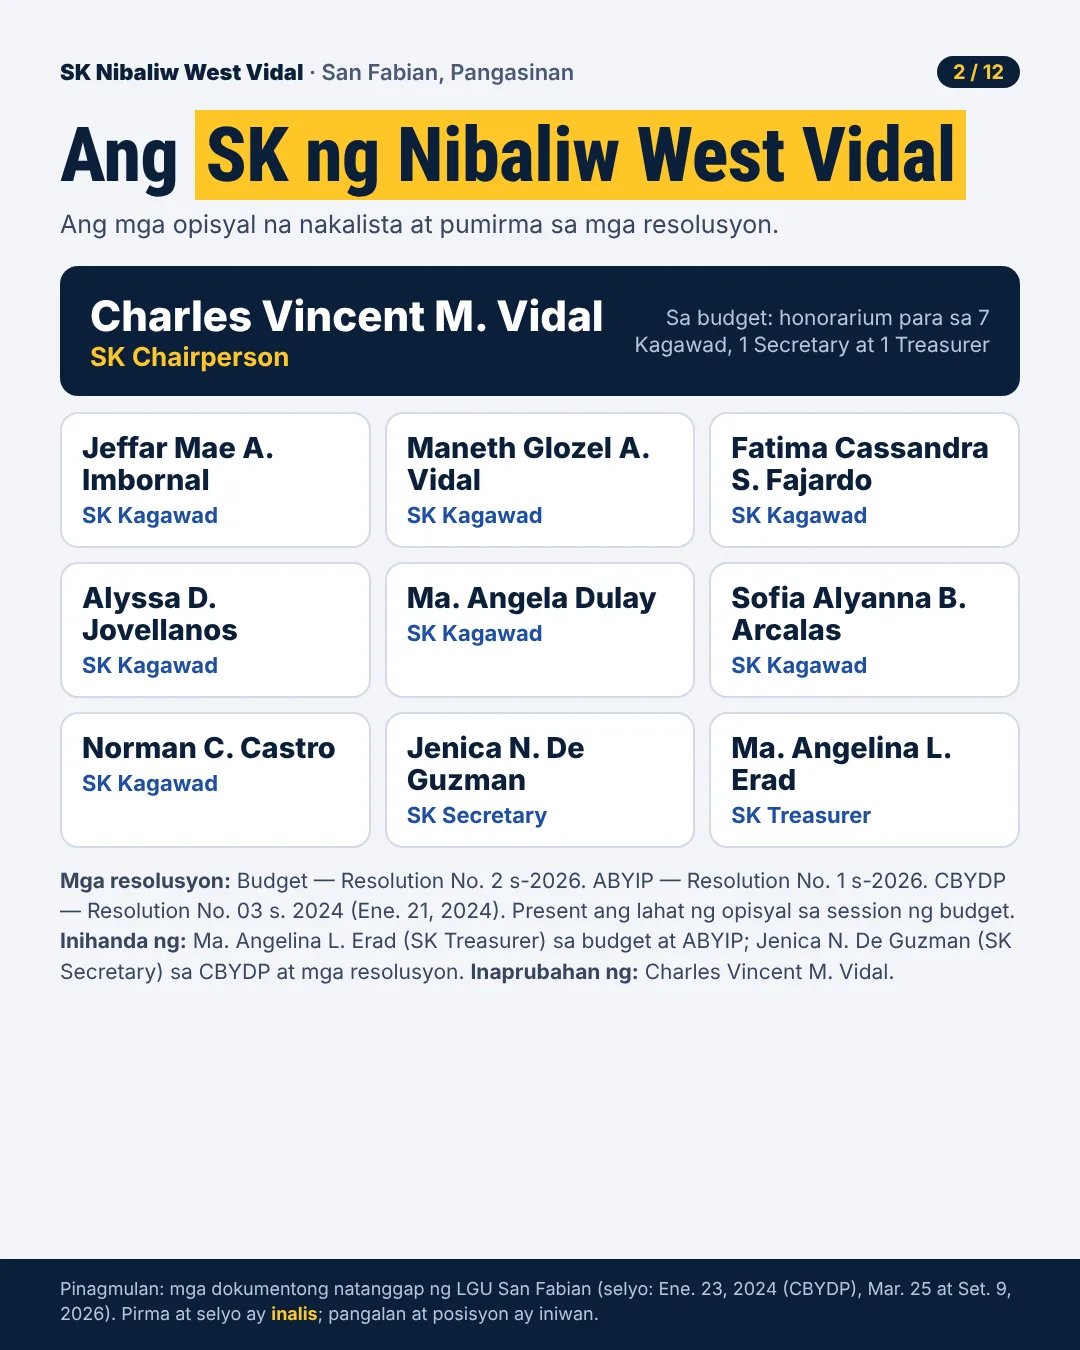 SK Nibaliw West Vidal · San Fabian, Pangasinan
2 / 12
Ang SK ng Nibaliw West Vidal
Ang mga opisyal na nakalista at pumirma sa mga resolusyon.
Charles Vincent M. Vidal
SK Chairperson
Sa budget: honorarium para sa 7
Kagawad, 1 Secretary at 1 Treasurer
Jeffar Mae A.
Imbornal
SK Kagawad
Maneth Glozel A.
Vidal
SK Kagawad
Fatima Cassandra
S. Fajardo
SK Kagawad
Alyssa D.
Jovellanos
SK Kagawad
Ma. Angela Dulay
SK Kagawad
Sofia Alyanna B.
Arcalas
SK Kagawad
Norman C. Castro
SK Kagawad
Jenica N. De
Guzman
SK Secretary
Ma. Angelina L.
Erad
SK Treasurer
Mga resolusyon: Budget — Resolution No. 2 s-2026. ABYIP — Resolution No. 1 s-2026. CBYDP
— Resolution No. 03 s. 2024 (Ene. 21, 2024). Present ang lahat ng opisyal sa session ng budget.
Inihanda ng: Ma. Angelina L. Erad (SK Treasurer) sa budget at ABYIP; Jenica N. De Guzman (SK
Secretary) sa CBYDP at mga resolusyon. Inaprubahan ng: Charles Vincent M. Vidal.
Pinagmulan: mga dokumentong natanggap ng LGU San Fabian (selyo: Ene. 23, 2024 (CBYDP), Mar. 25 at Set. 9,
2026). Pirma at selyo ay inalis; pangalan at posisyon ay iniwan.